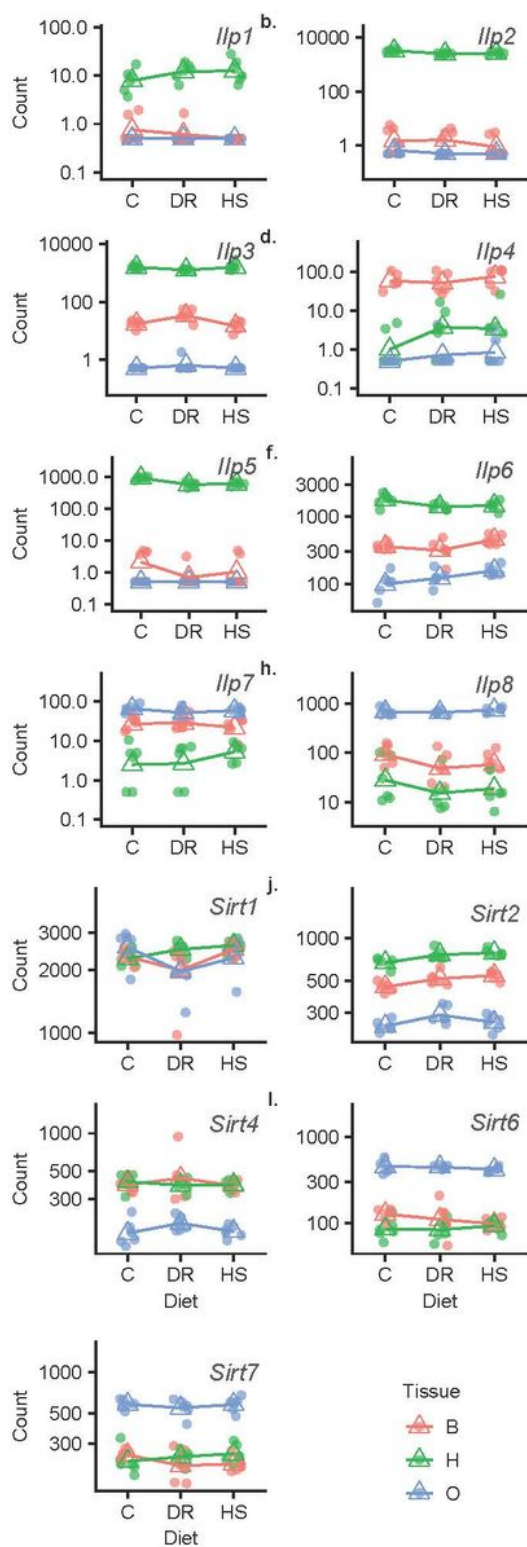 Ilp1
b.
Ilp2
Count
100.0
10.0
1.0
0.1
10000
100
1
C
DR
HS
C
DR
HS
Ilp3
d.
Ilp4
Count
10000
100
1
100.0
10.0
1.0
0.1
C
DR
HS
C
DR
HS
Ilp5
f.
Ilp6
Count
1000.0
100.0
10.0
1.0
0.1
3000
1000
300
100
C
DR
HS
C
DR
HS
Ilp7
h.
Ilp8
Count
100.0
10.0
1.0
0.1
1000
100
10
C
DR
HS
C
DR
HS
Sirt1
j.
Sirt2
Count
3000
2000
1000
1000
500
300
C
DR
HS
C
DR
HS
Sirt4
l.
Sirt6
Count
1000
500
300
1000
300
100
C
DR
HS
C
DR
HS
Diet
Diet
Sirt7
Count
1000
500
300
C
DR
HS
Diet
Tissue
B
H
O